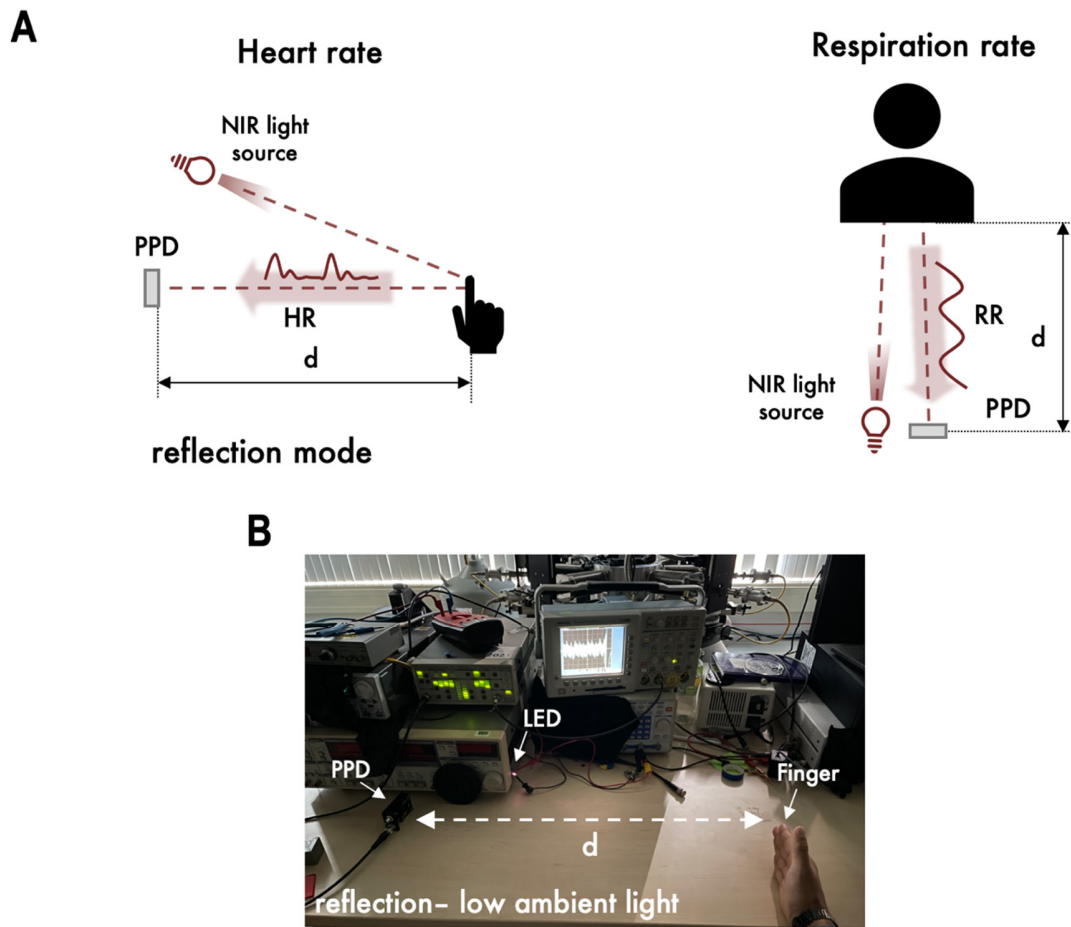 A
Heart rate
Respiration rate
NIR light
source
PPD
HR
d
reflection mode
RR
d
NIR light
source
PPD
B
LED
PPD
Finger
d
reflection– low ambient light